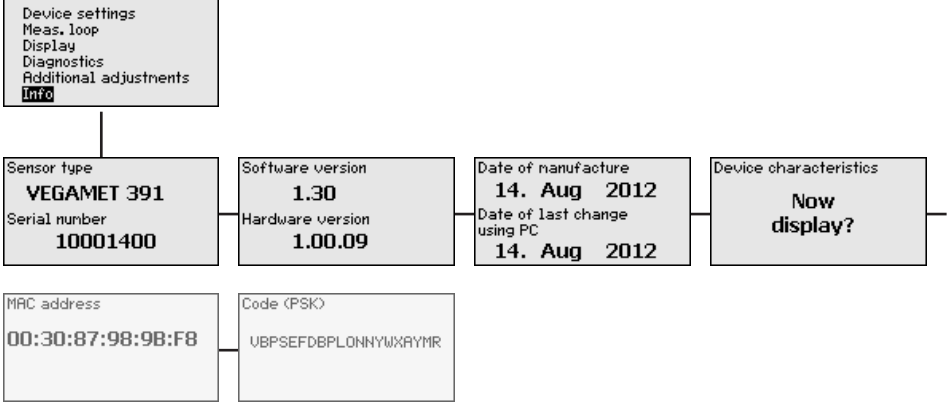 Device settings
Meas. loop
Display
Diagnostics
Additional adjustments
Info
Sensor type
VEGAMET 391
Serial number
10001400
Software version
1.30
Hardware version
1.00.09
Date of manufacture
14. Aug 2012
Date of last change
using PC
14. Aug 2012
Device characteristics
Now
display?
MAC address
00:30:87:98:9B:F8
Code (PSK)
VBPSEFDBPLONNYWXAYMR